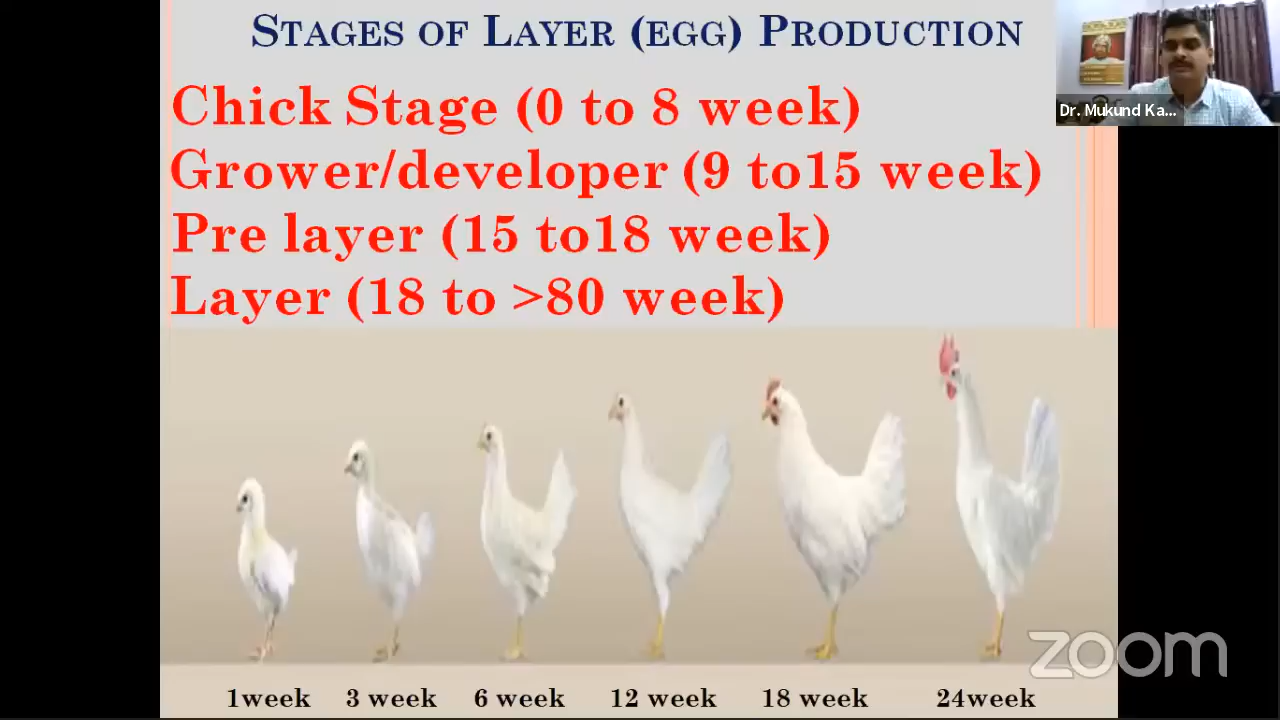 STAGES OF LAYER (EGG) PRODUCTION
Dr. Mukund Ka...
Chick Stage (0 to 8 week)
Grower/developer (9 to15 week)
Pre layer (15 to18 week)
Layer (18 to >80 week)
zoom
1week 3 week 6 week 12 week 18 week 24week